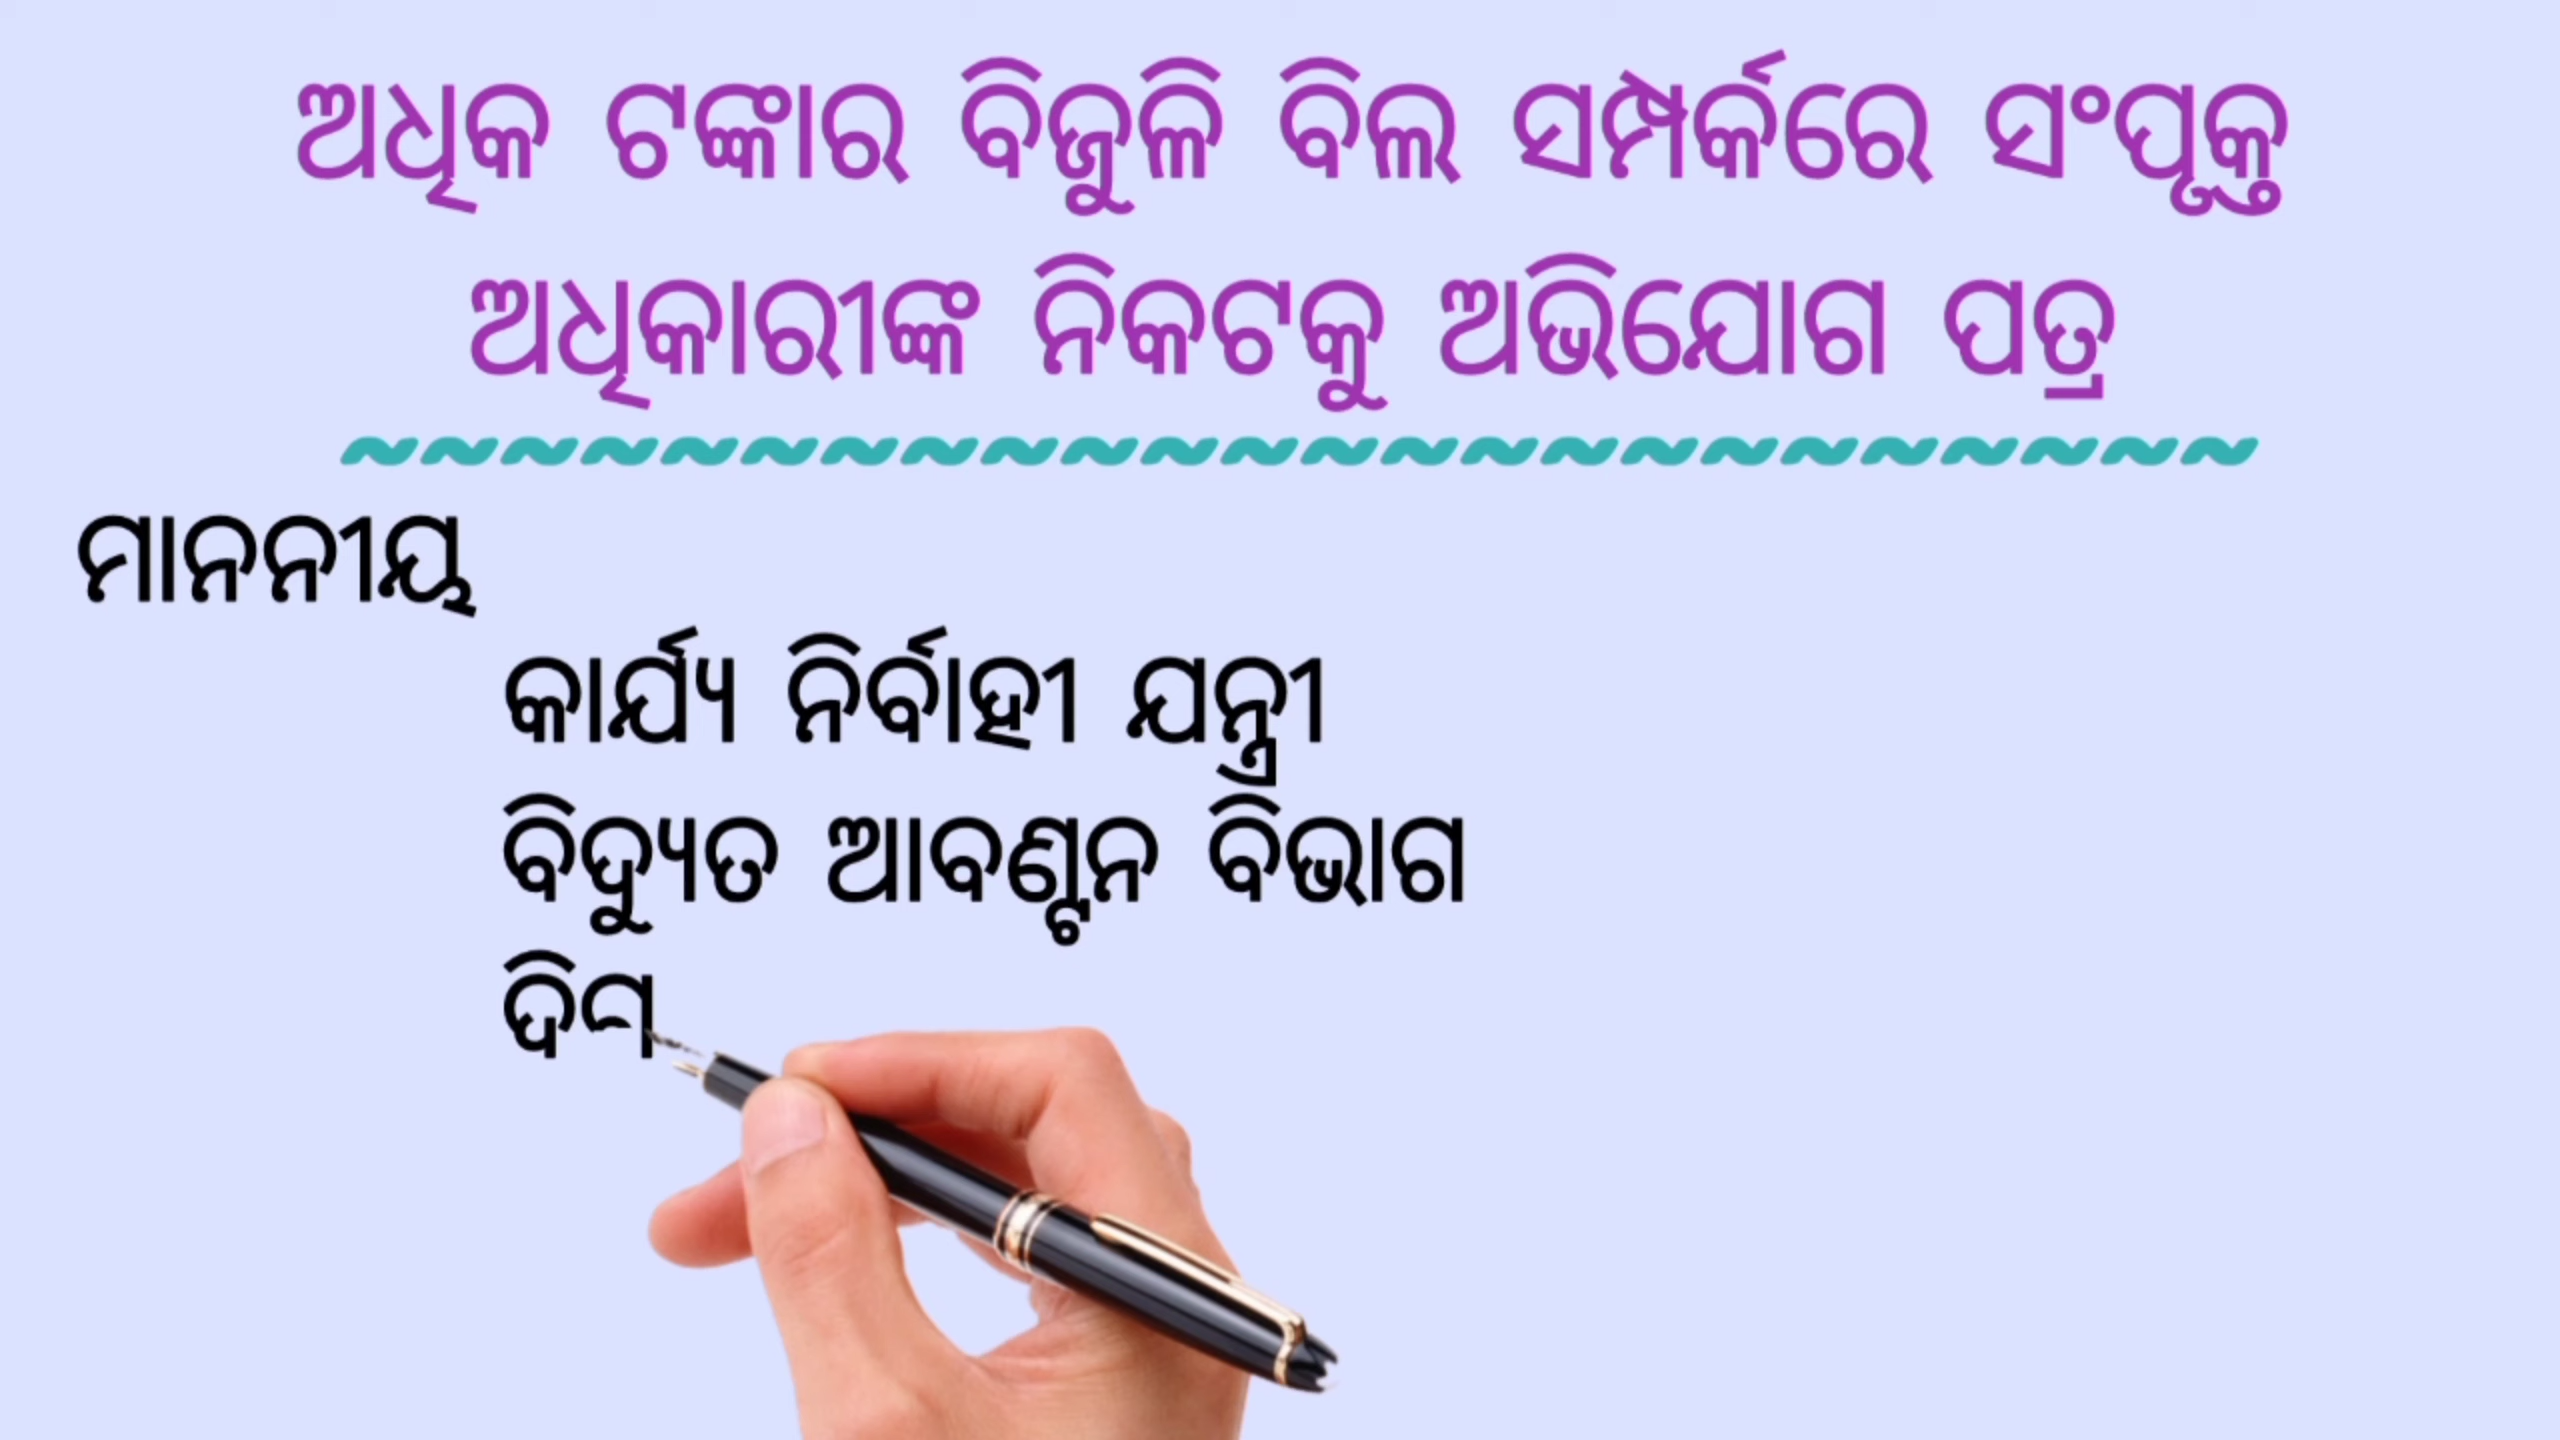 ଅଧିକ ଟଙ୍କାର ବିଜୁଳି ବିଲ ସମ୍ପର୍କରେ ସଂପୃକ୍ତ
ଅଧିକାରୀଙ୍କ ନିକଟକୁ ଅଭିଯୋଗ ପତ୍ର
ମାନନୀୟ
କାର୍ଯ୍ୟ ନିର୍ବାହୀ ଯନ୍ତ୍ରୀ
ବିଦ୍ୟୁତ ଆବଣ୍ଟନ ବିଭାଗ